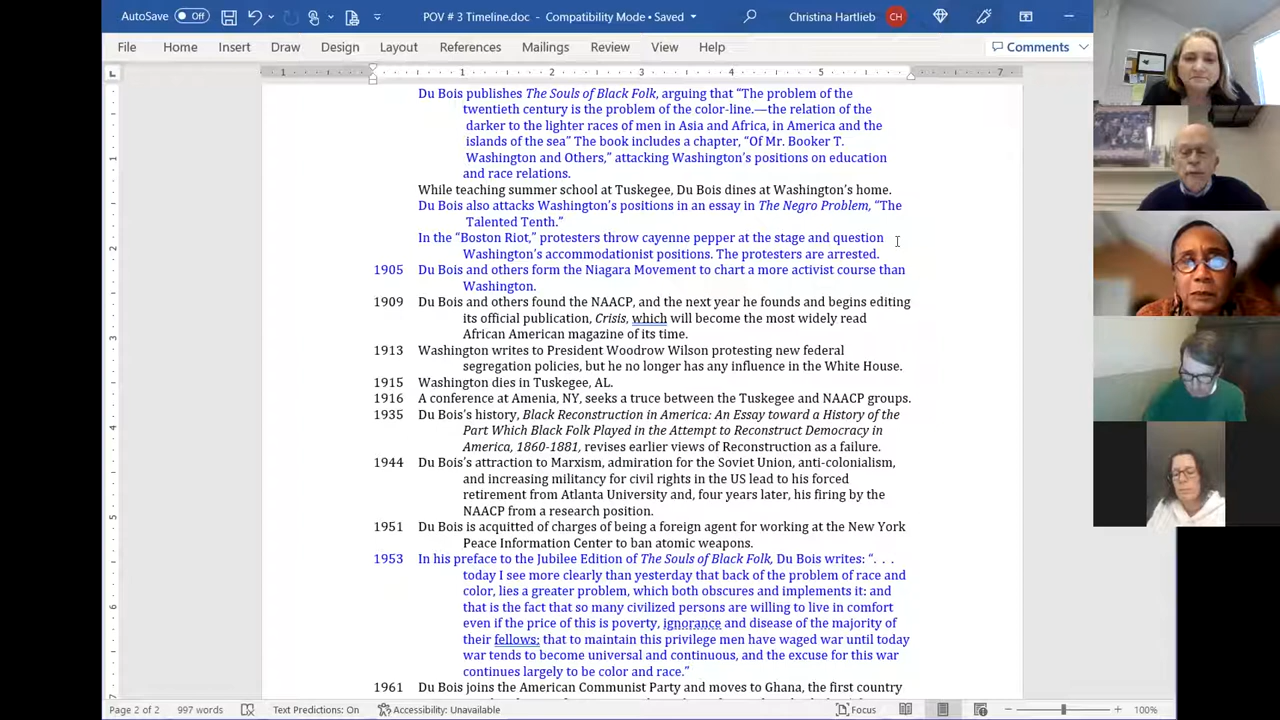 AutoSave Off POV # 3 Timeline.doc - Compatibility Mode • Saved Christina Hartlieb CH
File Home Insert Draw Design Layout References Mailings Review View Help Comments
1 1 2 3 4 5 7
Du Bois publishes The Souls of Black Folk, arguing that “The problem of the
twentieth century is the problem of the color-line.—the relation of the
darker to the lighter races of men in Asia and Africa, in America and the
islands of the sea” The book includes a chapter, “Of Mr. Booker T.
Washington and Others,” attacking Washington’s positions on education
and race relations.
While teaching summer school at Tuskegee, Du Bois dines at Washington’s home.
Du Bois also attacks Washington’s positions in an essay in The Negro Problem, “The
Talented Tenth.”
In the “Boston Riot,” protesters throw cayenne pepper at the stage and question
Washington’s accommodationist positions. The protesters are arrested.
1905 Du Bois and others form the Niagara Movement to chart a more activist course than
Washington.
1909 Du Bois and others found the NAACP, and the next year he founds and begins editing
its official publication, Crisis, which will become the most widely read
African American magazine of its time.
1913 Washington writes to President Woodrow Wilson protesting new federal
segregation policies, but he no longer has any influence in the White House.
1915 Washington dies in Tuskegee, AL.
1916 A conference at Amenia, NY, seeks a truce between the Tuskegee and NAACP groups.
1935 Du Bois’s history, Black Reconstruction in America: An Essay toward a History of the
Part Which Black Folk Played in the Attempt to Reconstruct Democracy in
America, 1860-1881, revises earlier views of Reconstruction as a failure.
1944 Du Bois’s attraction to Marxism, admiration for the Soviet Union, anti-colonialism,
and increasing militancy for civil rights in the US lead to his forced
retirement from Atlanta University and, four years later, his firing by the
NAACP from a research position.
1951 Du Bois is acquitted of charges of being a foreign agent for working at the New York
Peace Information Center to ban atomic weapons.
1953 In his preface to the Jubilee Edition of The Souls of Black Folk, Du Bois writes: “. . .
today I see more clearly than yesterday that back of the problem of race and
color, lies a greater problem, which both obscures and implements it: and
that is the fact that so many civilized persons are willing to live in comfort
even if the price of this is poverty, ignorance and disease of the majority of
their fellows; that to maintain this privilege men have waged war until today
war tends to become universal and continuous, and the excuse for this war
continues largely to be color and race.”
1961 Du Bois joins the American Communist Party and moves to Ghana, the first country
Page 2 of 2 997 words Text Predictions: On Accessibility: Unavailable Focus 100%